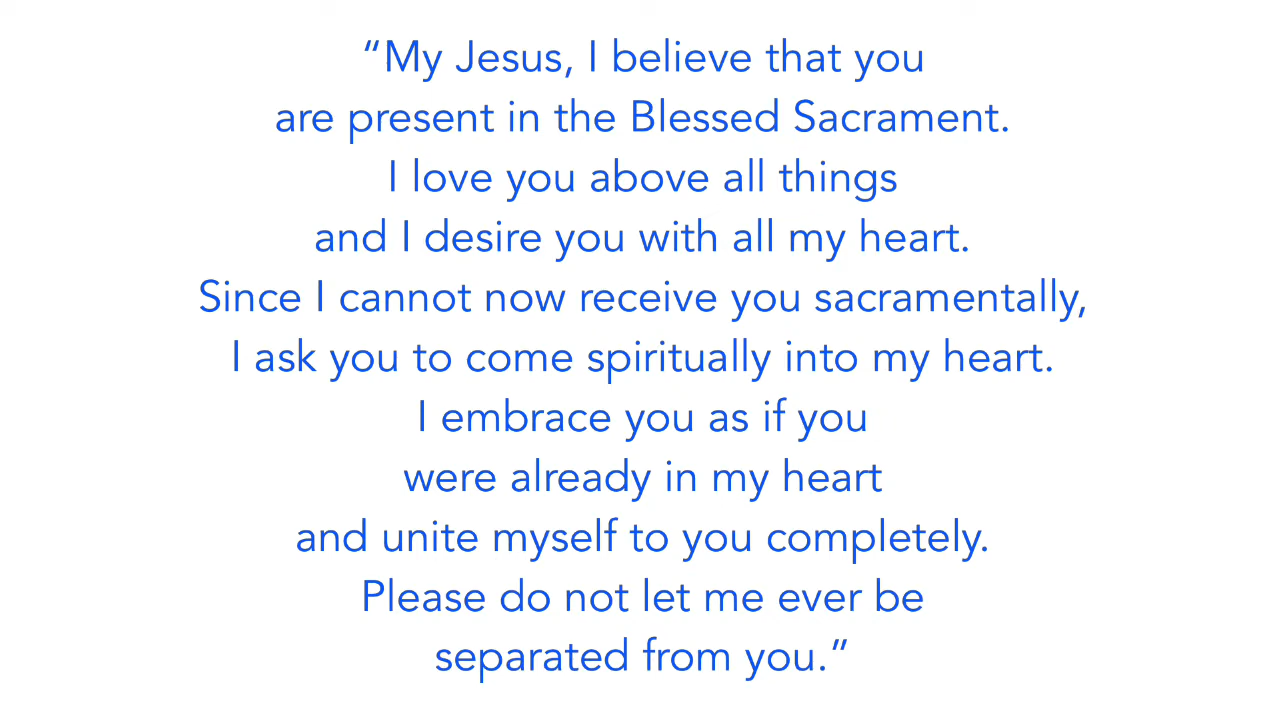 “My Jesus, I believe that you
are present in the Blessed Sacrament.
I love you above all things
and I desire you with all my heart.
Since I cannot now receive you sacramentally,
I ask you to come spiritually into my heart.
I embrace you as if you
were already in my heart
and unite myself to you completely.
Please do not let me ever be
separated from you.”